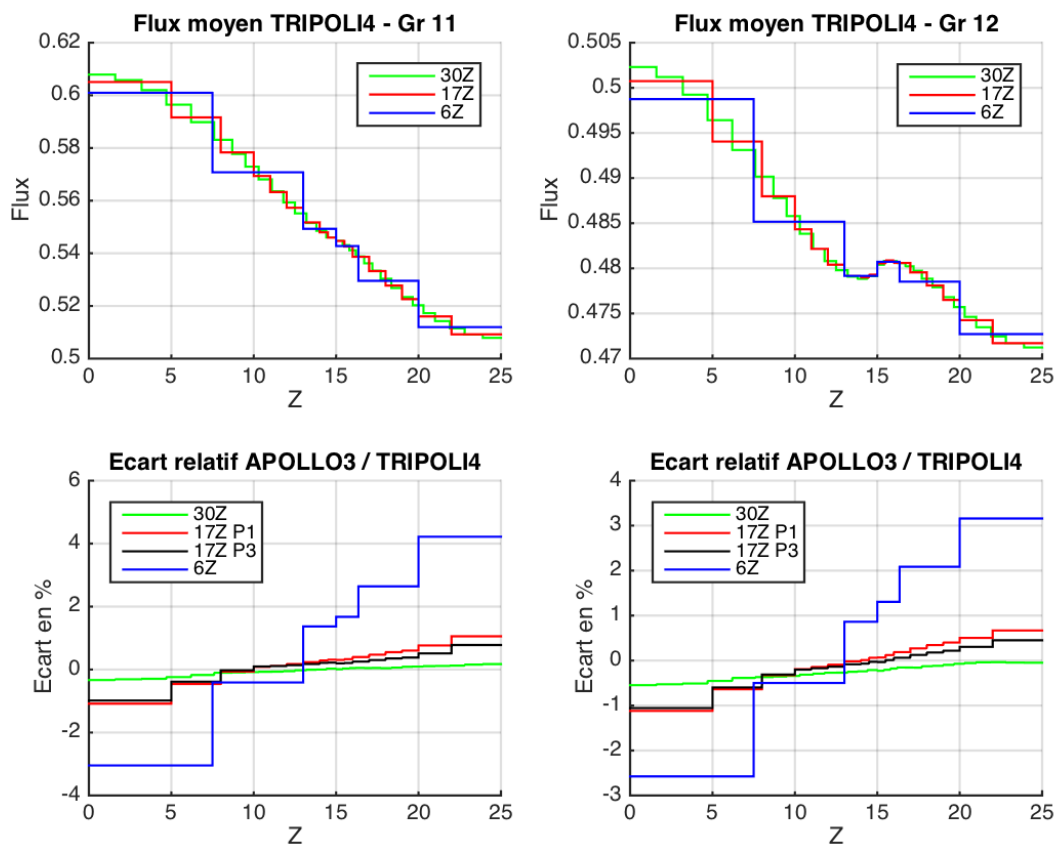 Flux moyen TRIPOLI4 - Gr 11
0.62
0.6
0.58
0.56
0.54
0.52
0.5
Flux
0 5 10 15 20 25
Z
30Z
17Z
6Z
Flux moyen TRIPOLI4 - Gr 12
0.505
0.5
0.495
0.49
0.485
0.48
0.475
0.47
Flux
0 5 10 15 20 25
Z
30Z
17Z
6Z
Ecart relatif APOLLO3 / TRIPOLI4
6
4
2
0
-2
-4
Ecart en %
0 5 10 15 20 25
Z
30Z
17Z P1
17Z P3
6Z
Ecart relatif APOLLO3 / TRIPOLI4
4
3
2
1
0
-1
-2
-3
Ecart en %
0 5 10 15 20 25
Z
30Z
17Z P1
17Z P3
6Z